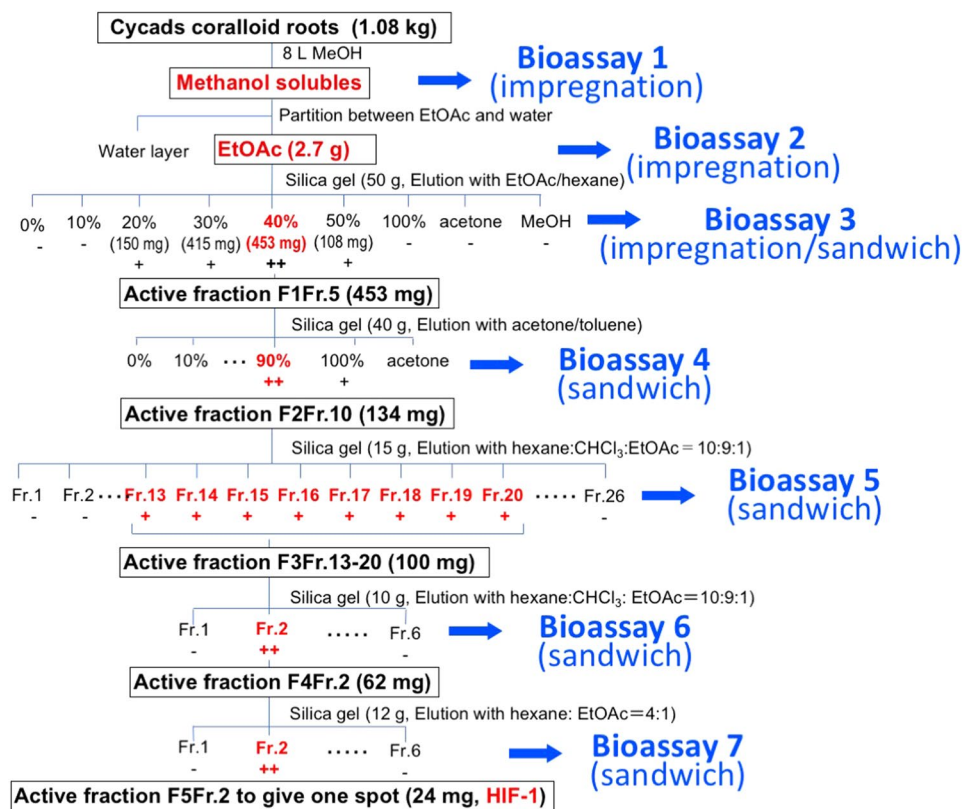 Cycads coralloid roots (1.08 kg)
8 L MeOH
Methanol solubles
Bioassay 1
(impregnation)
Partition between EtOAc and water
Water layer
EtOAc (2.7 g)
Bioassay 2
(impregnation)
Silica gel (50 g, Elution with EtOAc/hexane)
0% 10% 20% 30% 40% 50% 100% acetone MeOH
(150 mg) (415 mg) (453 mg) (108 mg)
- - + + ++ + - - -
Bioassay 3
(impregnation/sandwich)
Active fraction F1Fr.5 (453 mg)
Silica gel (40 g, Elution with acetone/toluene)
0% 10% ··· 90% 100% acetone
++ +
Bioassay 4
(sandwich)
Active fraction F2Fr.10 (134 mg)
Silica gel (15 g, Elution with hexane:CHCl₃:EtOAc＝10:9:1)
Fr.1 Fr.2 ···· Fr.13 Fr.14 Fr.15 Fr.16 Fr.17 Fr.18 Fr.19 Fr.20 ····· Fr.26
- - + + + + + + + + -
Bioassay 5
(sandwich)
Active fraction F3Fr.13-20 (100 mg)
Silica gel (10 g, Elution with hexane:CHCl₃: EtOAc＝10:9:1)
Fr.1 Fr.2 ····· Fr.6
- ++ -
Bioassay 6
(sandwich)
Active fraction F4Fr.2 (62 mg)
Silica gel (12 g, Elution with hexane: EtOAc＝4:1)
Fr.1 Fr.2 ····· Fr.6
- ++ -
Bioassay 7
(sandwich)
Active fraction F5Fr.2 to give one spot (24 mg, HIF-1)